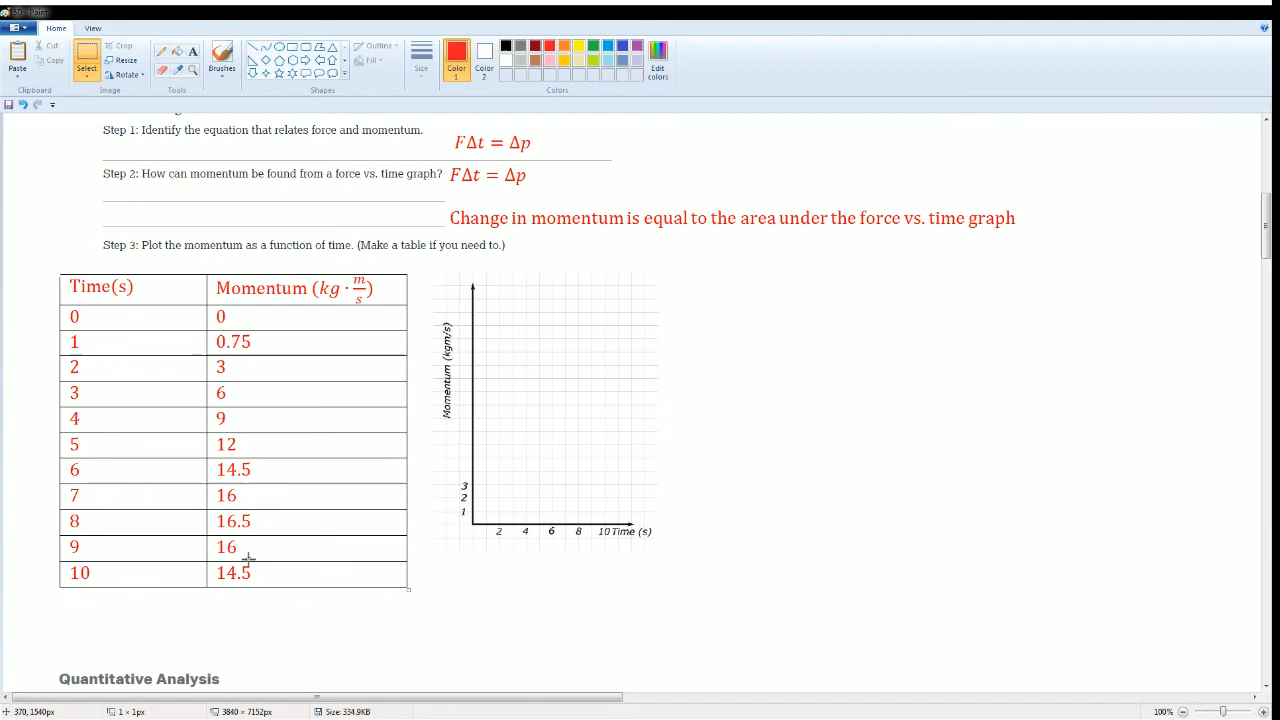 5D - Paint
Home View
Paste
Cut
Copy
Clipboard
Select
Crop
Resize
Rotate
Image
A
Tools
Brushes
Outline
Fill
Shapes
Size
Color 1
Color 2
Edit colors
Colors
Step 1: Identify the equation that relates force and momentum.
FΔt = Δp
Step 2: How can momentum be found from a force vs. time graph? FΔt = Δp
Change in momentum is equal to the area under the force vs. time graph
Step 3: Plot the momentum as a function of time. (Make a table if you need to.)
Time(s) Momentum (kg · m/s)
0 0
1 0.75
2 3
3 6
4 9
5 12
6 14.5
7 16
8 16.5
9 16
10 14.5
Momentum (kgm/s)
3
2
1
2 4 6 8 10 Time (s)
Quantitative Analysis
370, 1540px 1 × 1px 3840 × 7152px Size: 334.9KB 100%